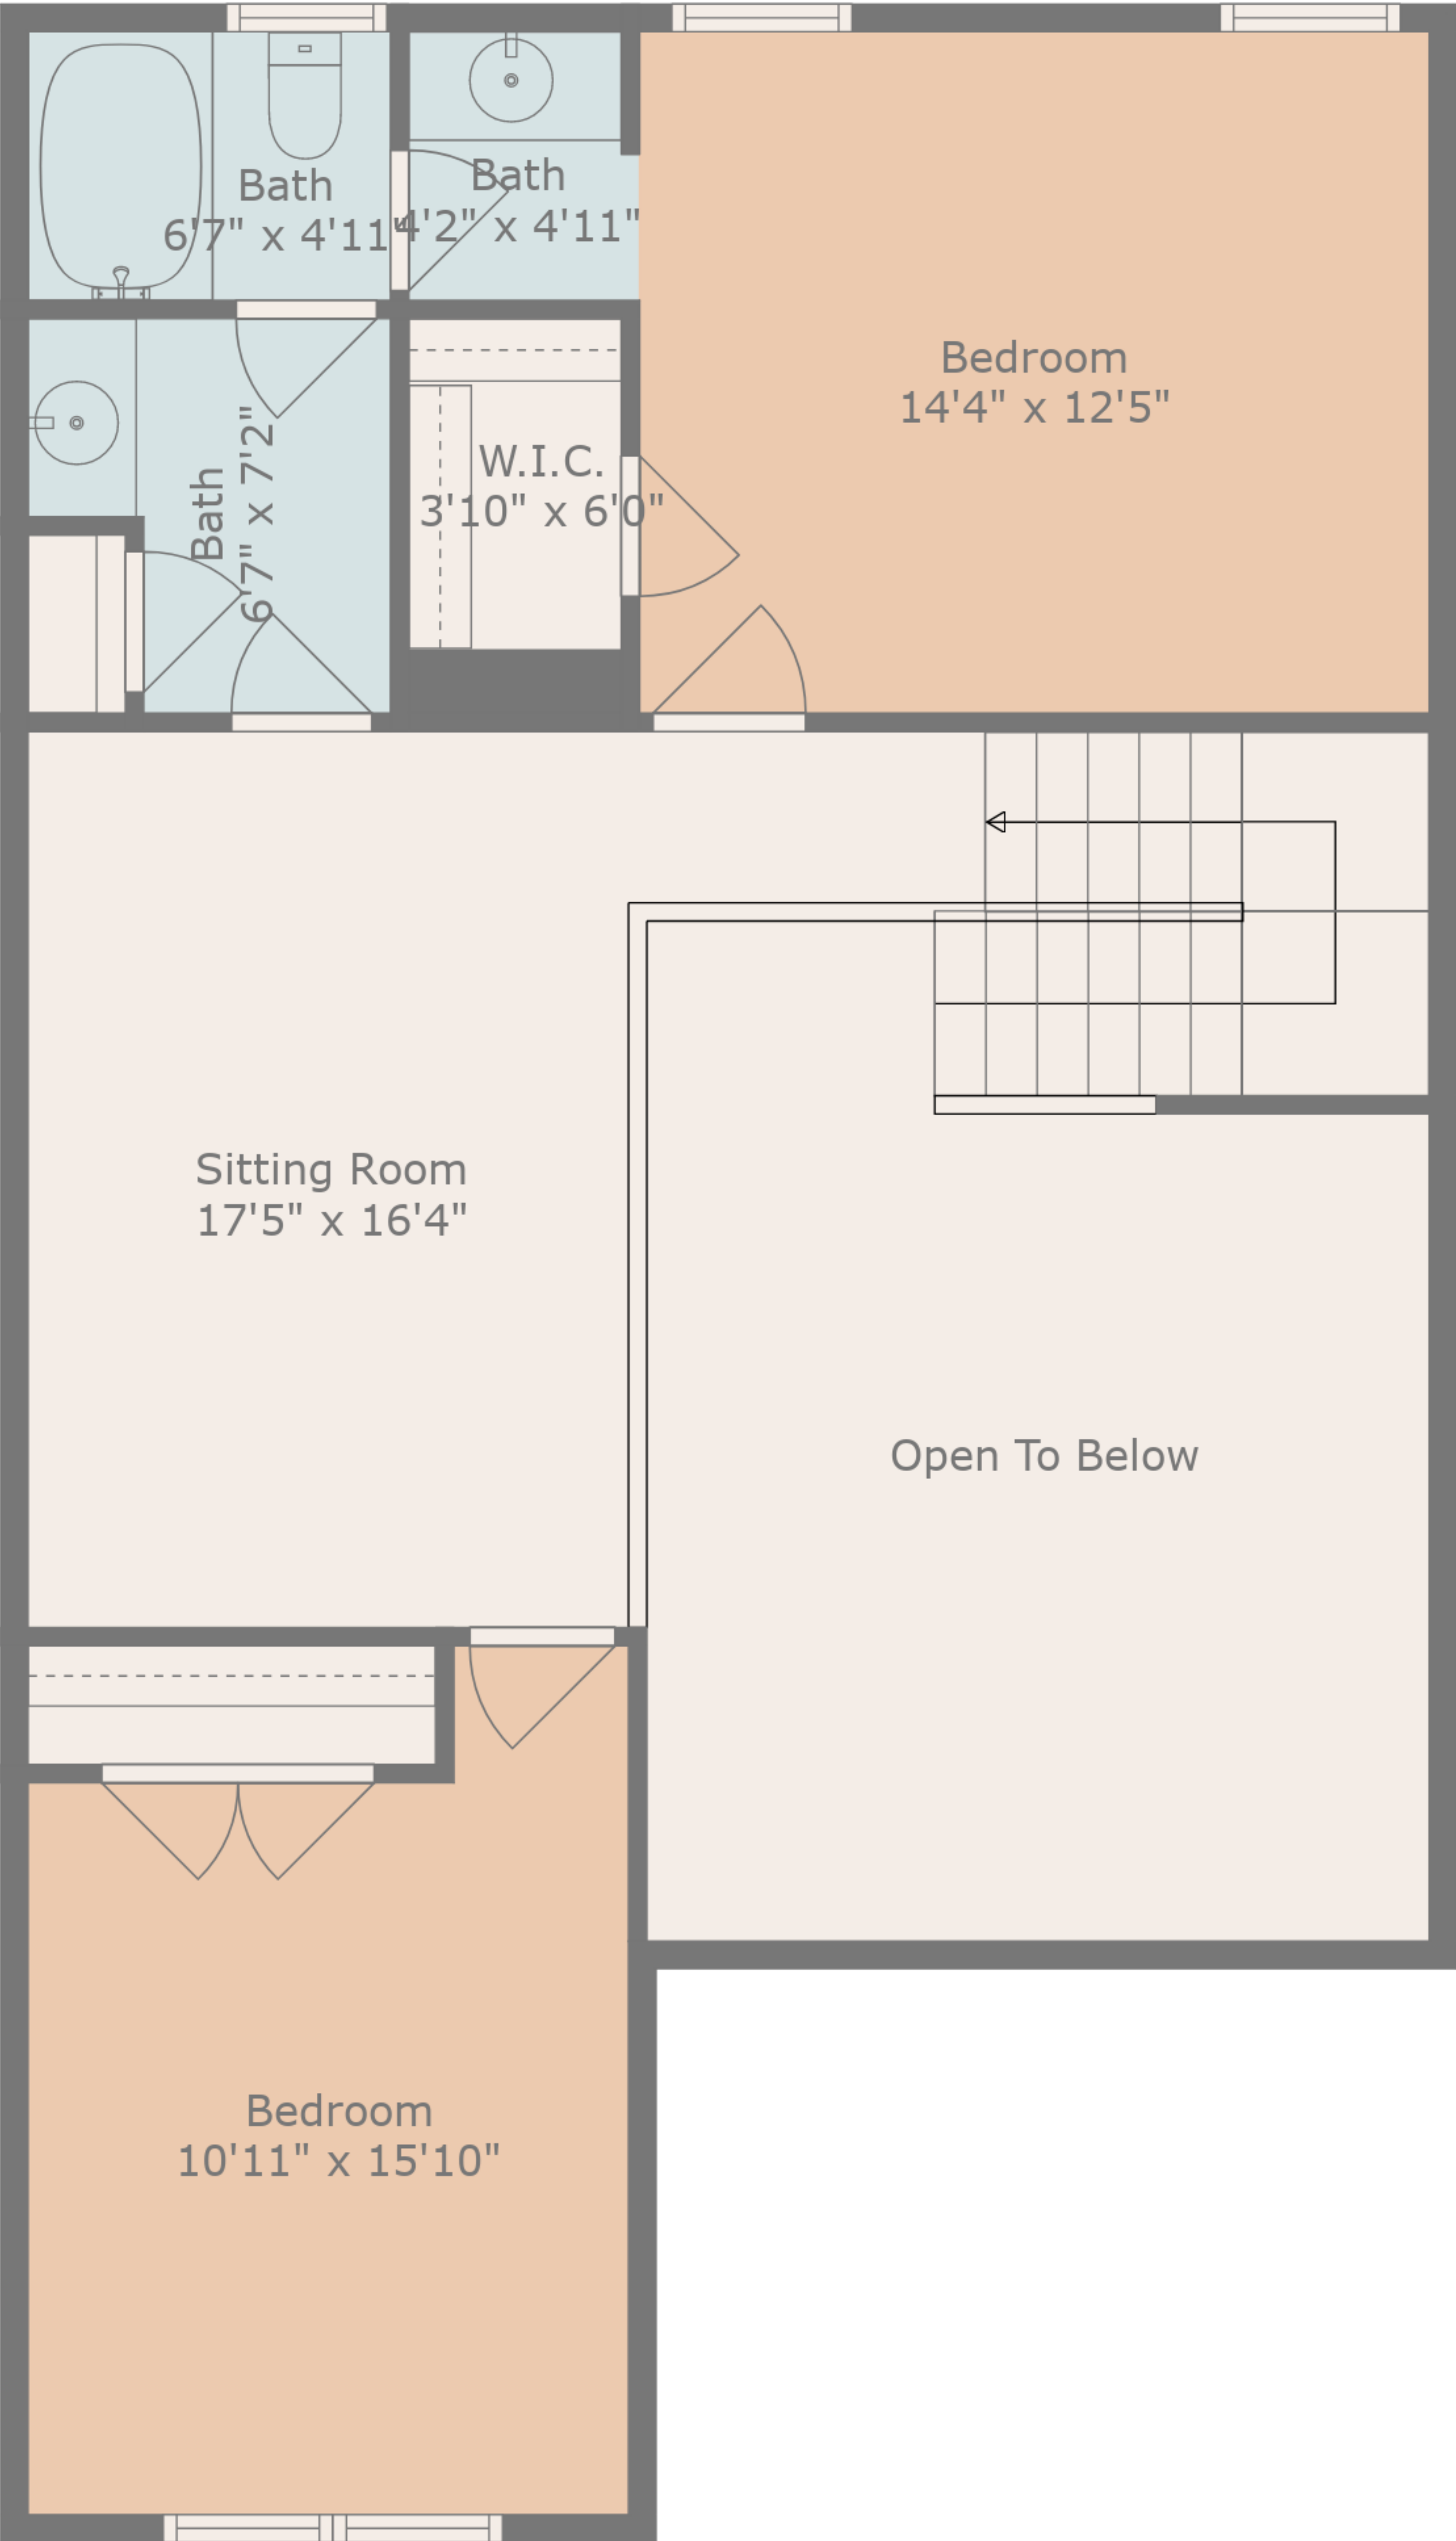 Bath
6'7" x 4'11"
Bath
4'2" x 4'11"
Bedroom
14'4" x 12'5"
W.I.C.
3'10" x 6'0"
Bath
6'7" x 7'2"
Sitting Room
17'5" x 16'4"
Open To Below
Bedroom
10'11" x 15'10"